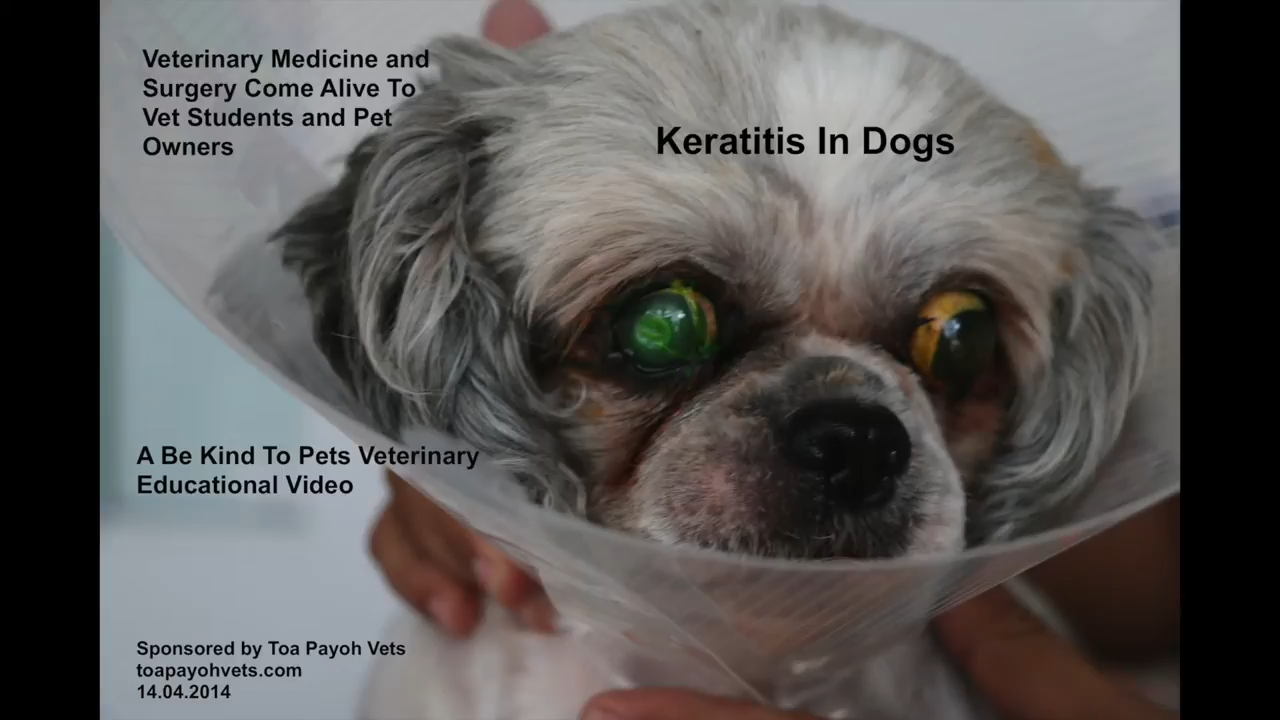 Veterinary Medicine and
Surgery Come Alive To
Vet Students and Pet
Owners
Keratitis In Dogs
A Be Kind To Pets Veterinary
Educational Video
Sponsored by Toa Payoh Vets
toapayohvets.com
14.04.2014